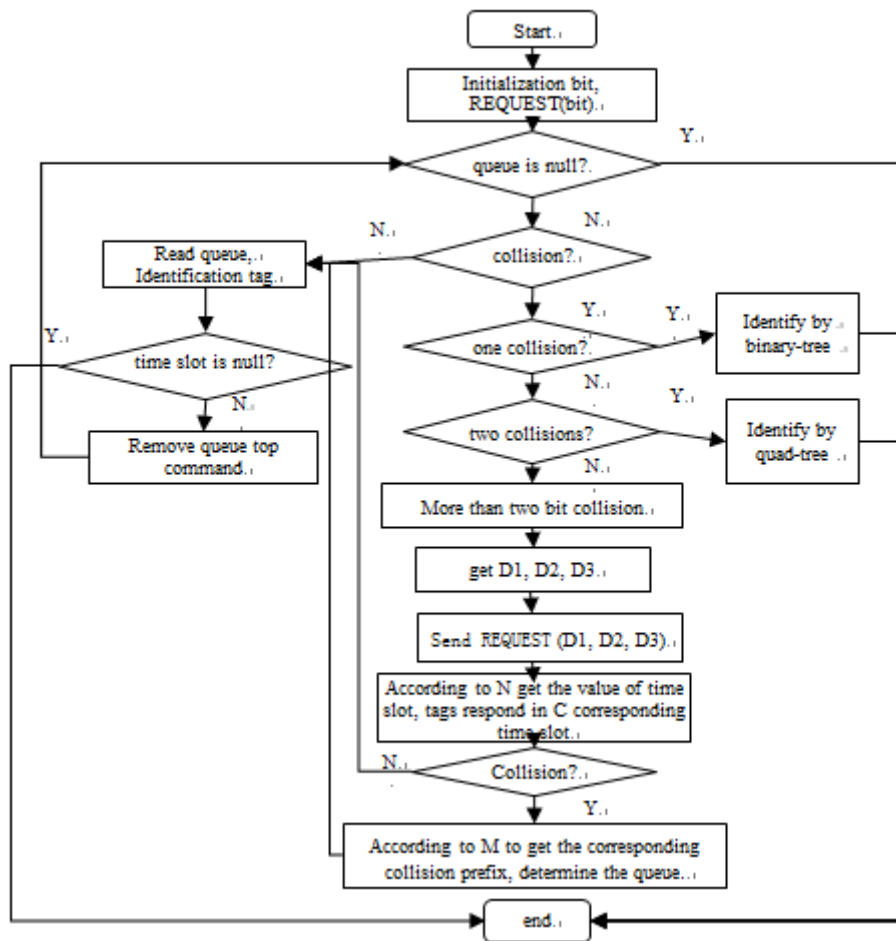 Start.
Initialization bit,
REQUEST(bit).
Y.
queue is null?.
N.
N.
Read queue,.
Identification tag.
collision?.
Y.
Y.
Y.
Identify by
binary-tree
time slot is null?
one collision?.
N.
N.
Y.
Remove queue top
command.
two collisions?
Identify by
quad-tree
N.
More than two bit collision.
get D1, D2, D3.
Send REQUEST (D1, D2, D3).
According to N get the value of time
slot, tags respond in C corresponding
time slot.
N.
Collision?.
Y.
According to M to get the corresponding
collision prefix, determine the queue..
end.